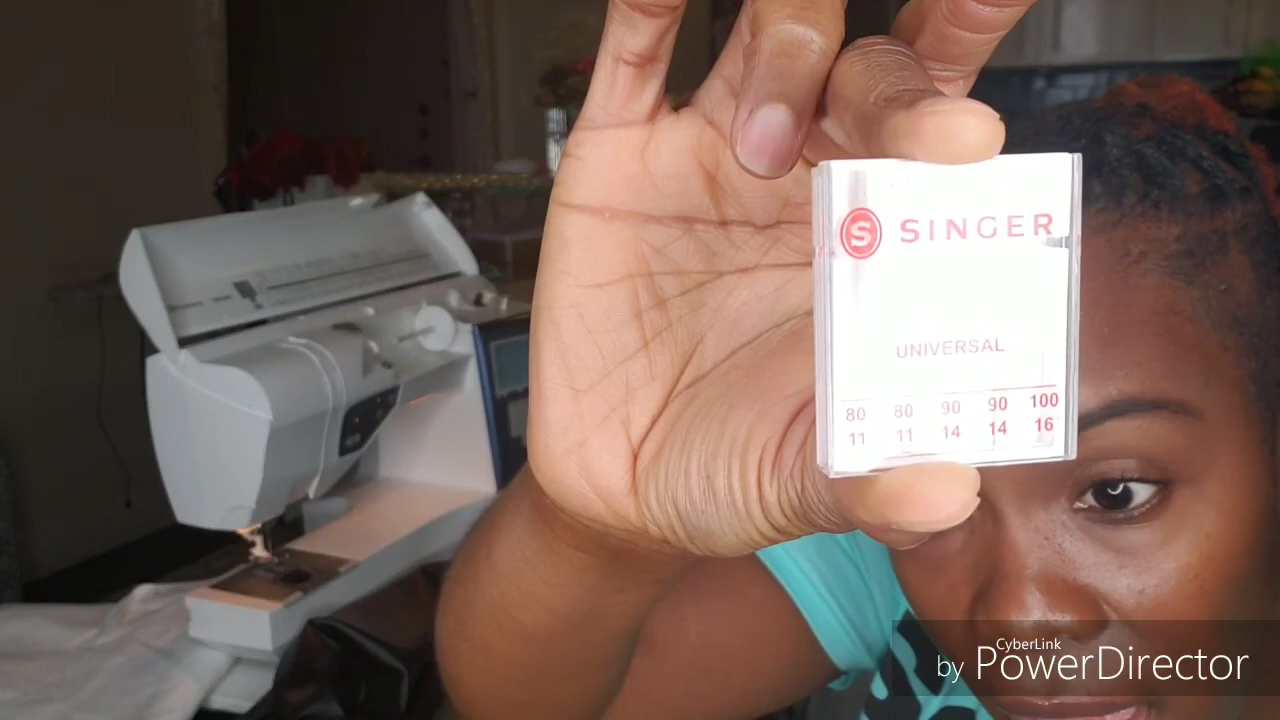 S SINGER
UNIVERSAL
80 80 90 90 100
11 11 14 14 16
CyberLink
by PowerDirector